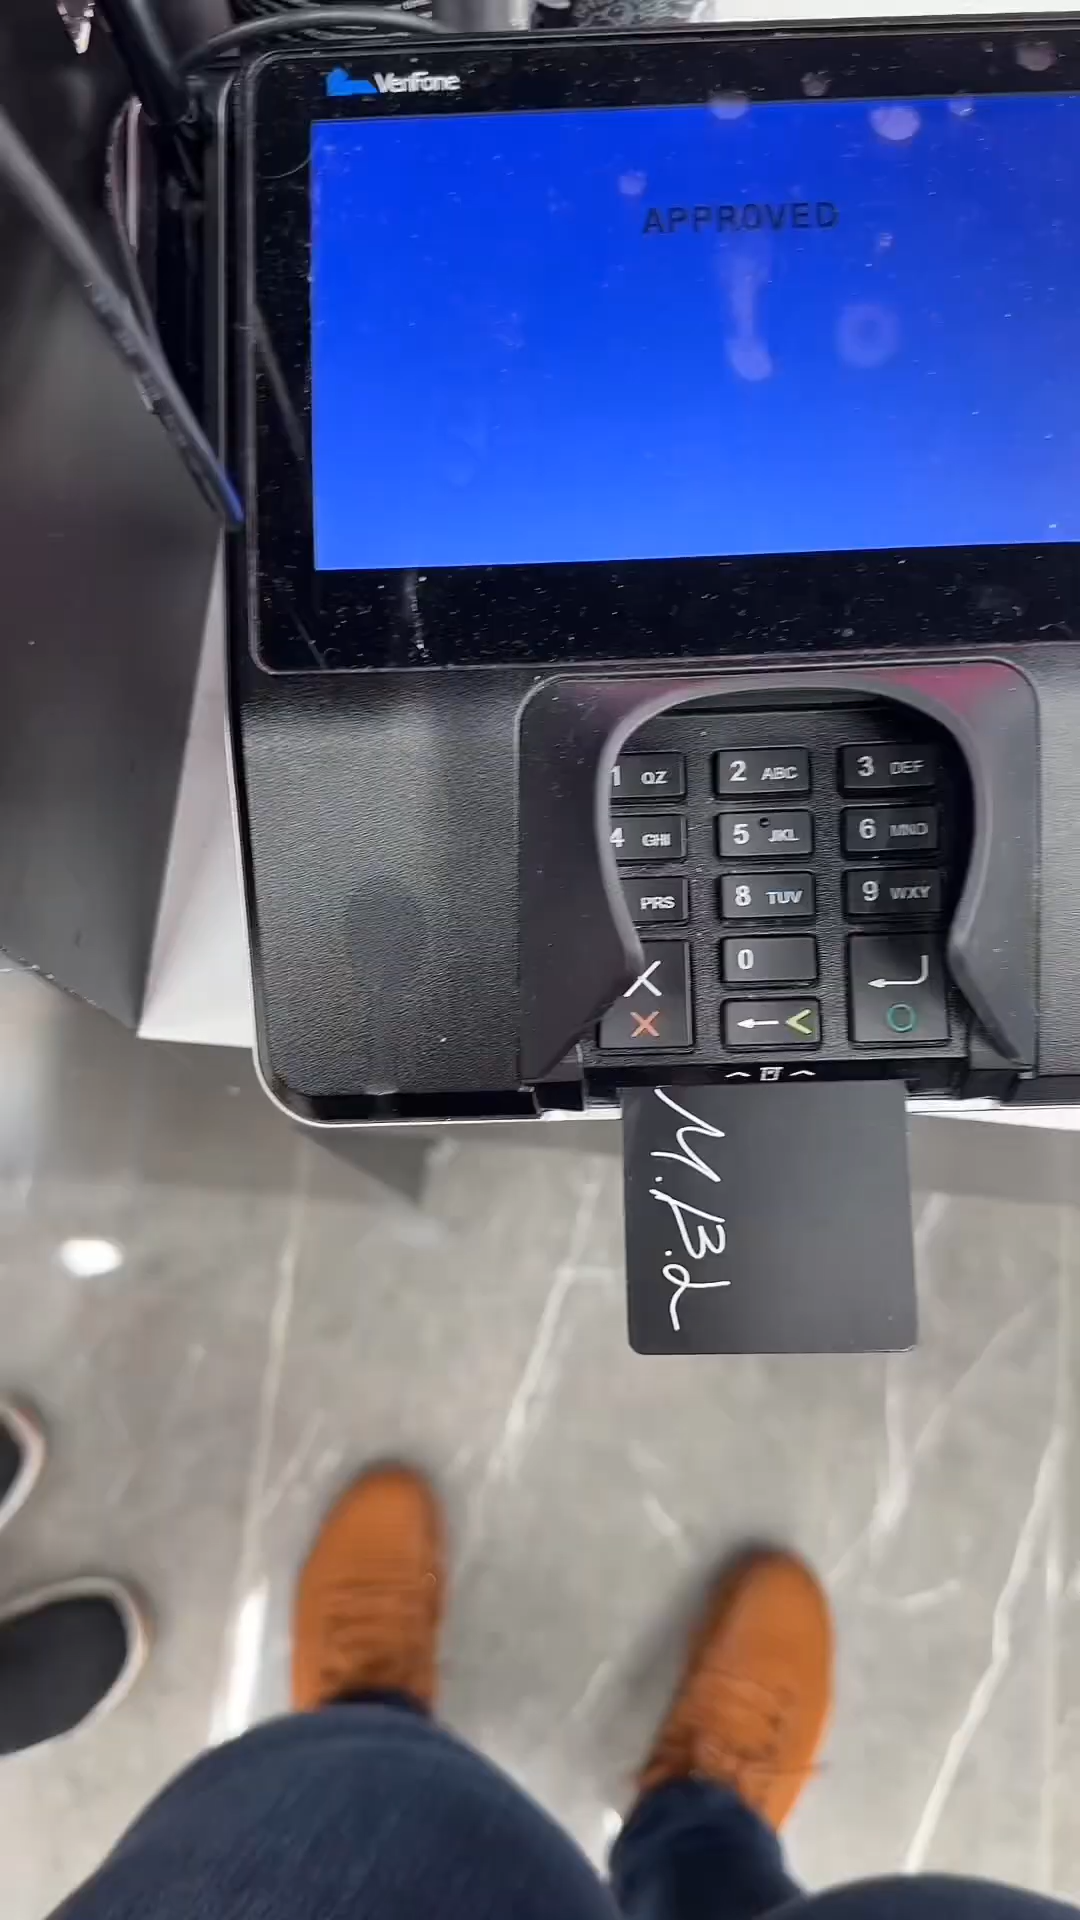 Verifone
APPROVED
1 QZ 2 ABC 3 DEF
4 GHI 5 JKL 6 MNO
PRS 8 TUV 9 WXY
0
M.B.